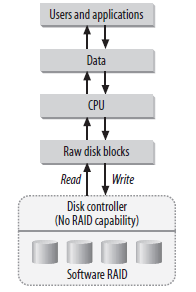 Users and applications
Data
CPU
Raw disk blocks
Read Write
Disk controller
(No RAID capability)
Software RAID